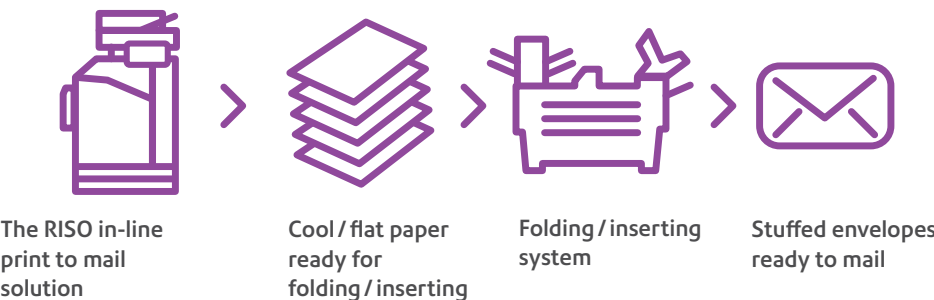 The RISO in-line
print to mail
solution
Cool / flat paper
ready for
folding / inserting
Folding / inserting
system
Stuffed envelopes
ready to mail